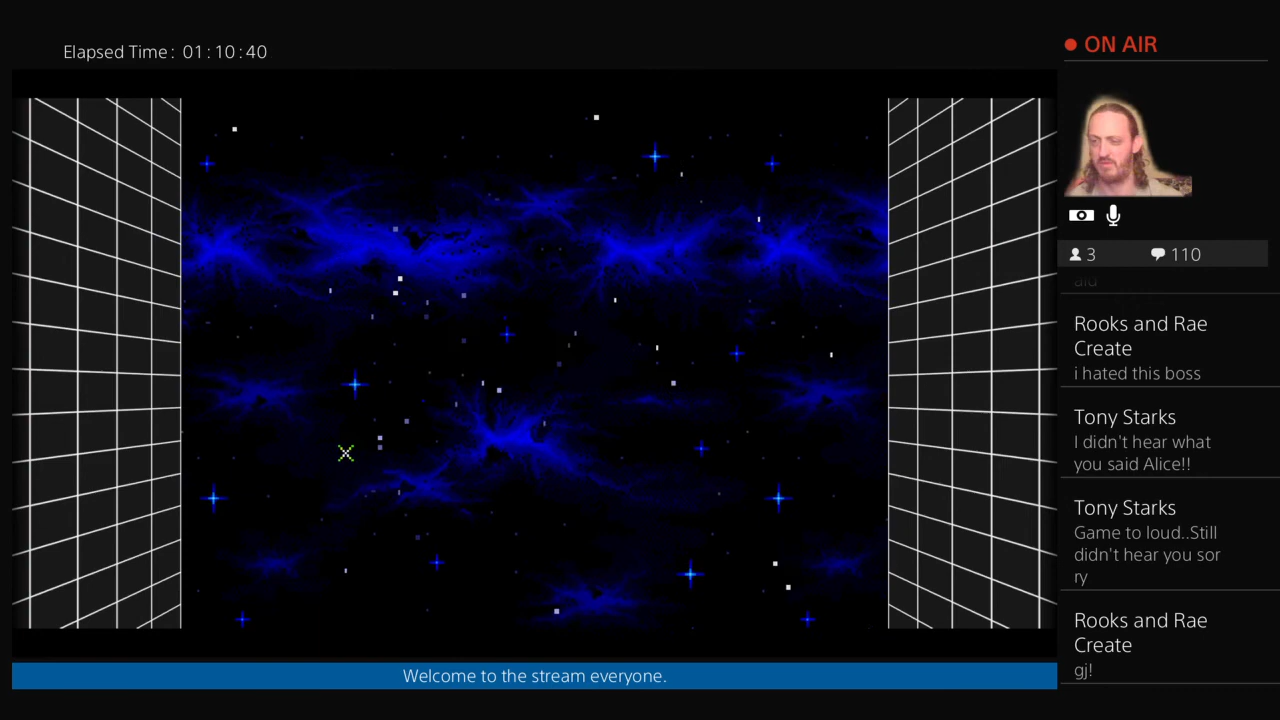 Elapsed Time: 01:10:40
ON AIR
3
110
Rooks and Rae
Create
i hated this boss
Tony Starks
I didn't hear what
you said Alice!!
Tony Starks
Game to loud..Still
didn't hear you sor
ry
Rooks and Rae
Create
gj!
Welcome to the stream everyone.